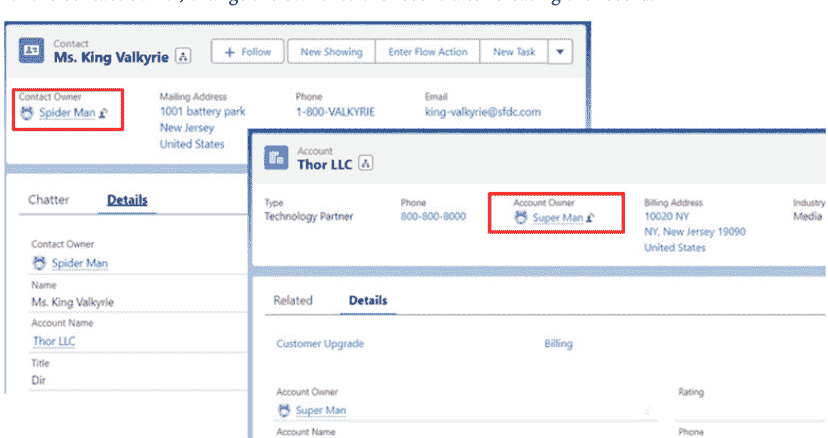 Contact
Ms. King Valkyrie
Follow
New Showing
Enter Flow Action
New Task
Contact Owner
Spider Man
Mailing Address
1001 battery park
New Jersey
United States
Phone
1-800-VALKYRIE
Email
king-valkyrie@sfdc.com
Chatter
Details
Contact Owner
Spider Man
Name
Ms. King Valkyrie
Account Name
Thor LLC
Title
Dir
Account
Thor LLC
Type
Technology Partner
Phone
800-800-8000
Account Owner
Super Man
Billing Address
10020 NY
NY, New Jersey 19090
United States
Industry
Media
Related
Details
Customer Upgrade
Billing
Account Owner
Super Man
Rating
Account Name
Phone